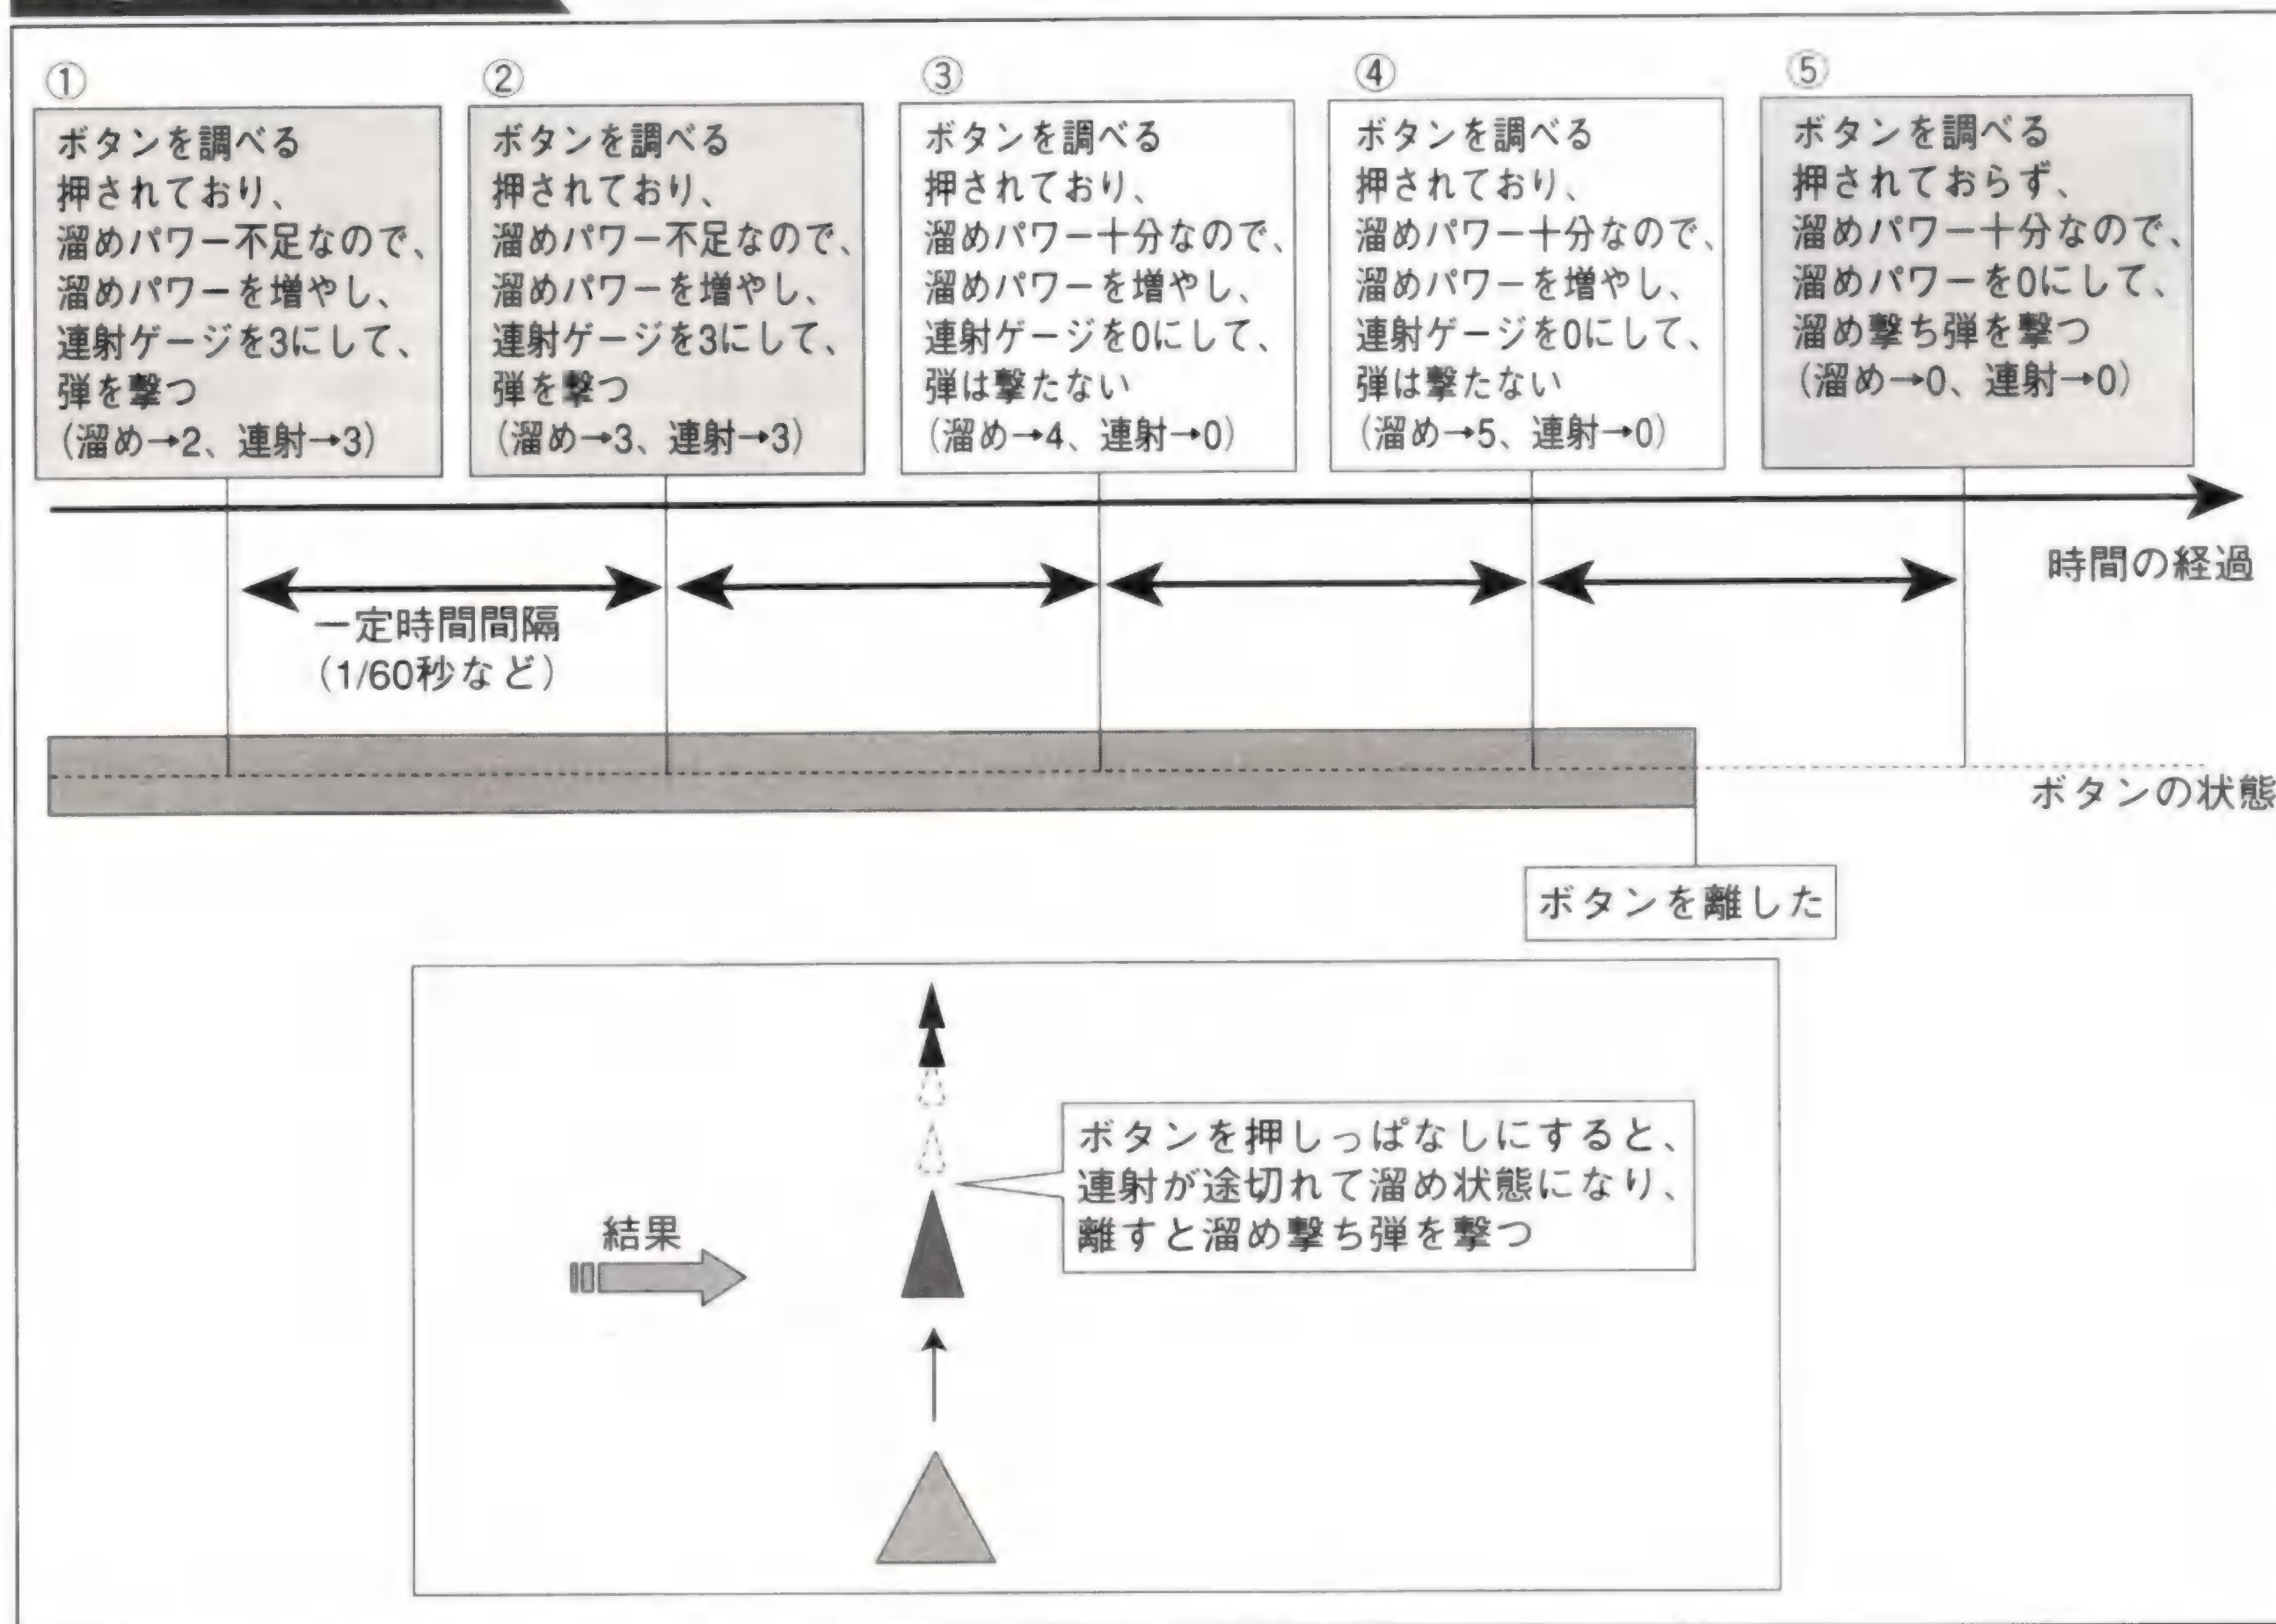 ①
ボタンを調べる
押されており、
溜めパワー不足なので、
溜めパワーを増やし、
連射ゲージを3にして、
弾を撃つ
（溜め→2、連射→3）
②
ボタンを調べる
押されており、
溜めパワー不足なので、
溜めパワーを増やし、
連射ゲージを3にして、
弾を撃つ
（溜め→3、連射→3）
③
ボタンを調べる
押されており、
溜めパワー十分なので、
溜めパワーを増やし、
連射ゲージを0にして、
弾は撃たない
（溜め→4、連射→0）
④
ボタンを調べる
押されており、
溜めパワー十分なので、
溜めパワーを増やし、
連射ゲージを0にして、
弾は撃たない
（溜め→5、連射→0）
⑤
ボタンを調べる
押されておらず、
溜めパワー十分なので、
溜めパワーを0にして、
溜め撃ち弾を撃つ
（溜め→0、連射→0）
時間の経過
一定時間間隔
（1/60秒など）
ボタンの状態
ボタンを離した
ボタンを押しっぱなしにすると、
連射が途切れて溜め状態になり、
離すと溜め撃ち弾を撃つ
結果